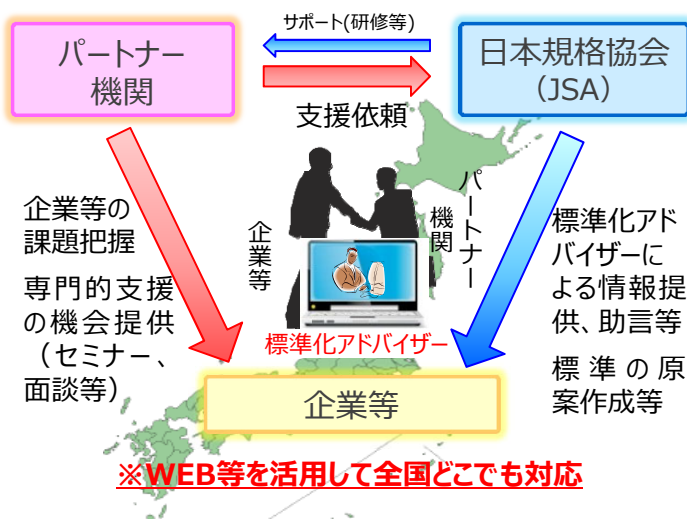 サポート(研修等)
パートナー
機関
日本規格協会
(JSA)
支援依頼
企業等の
課題把握
専門的支援
の機会提供
(セミナー、
面談等)
企業等
パートナー
機関
標準化アドバイザー
標準化アド
バイザーに
よる情報提
供、助言等
標準の原
案作成等
企業等
※WEB等を活用して全国どこでも対応